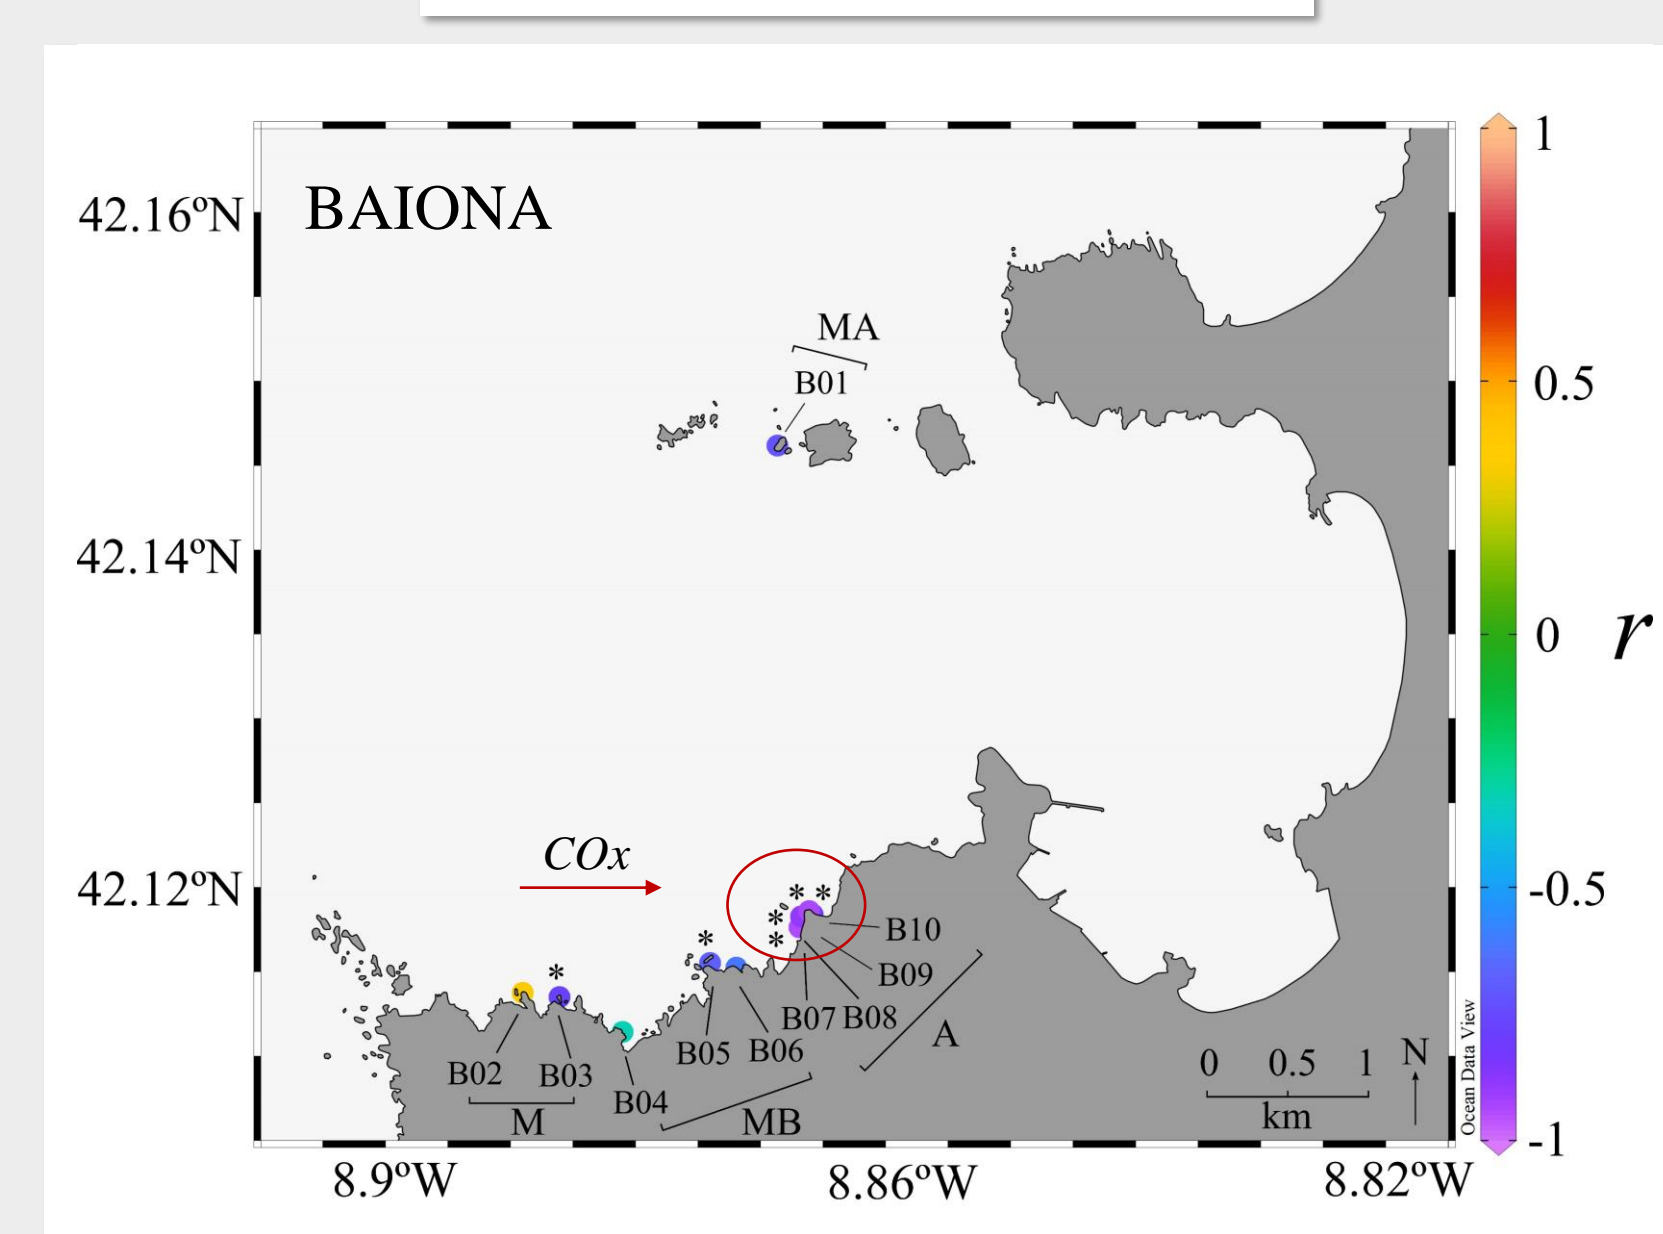 BAIONA
42.16ºN
42.14ºN
42.12ºN
MA
B01
COx
*
*
* *
*
*
B10
B09
B07 B08
B05 B06
B02 B03
B04
A
M
MB
0 0.5 1
km
N
Ocean Data View
8.9ºW
8.86ºW
8.82ºW
1
0.5
0
-0.5
-1
r